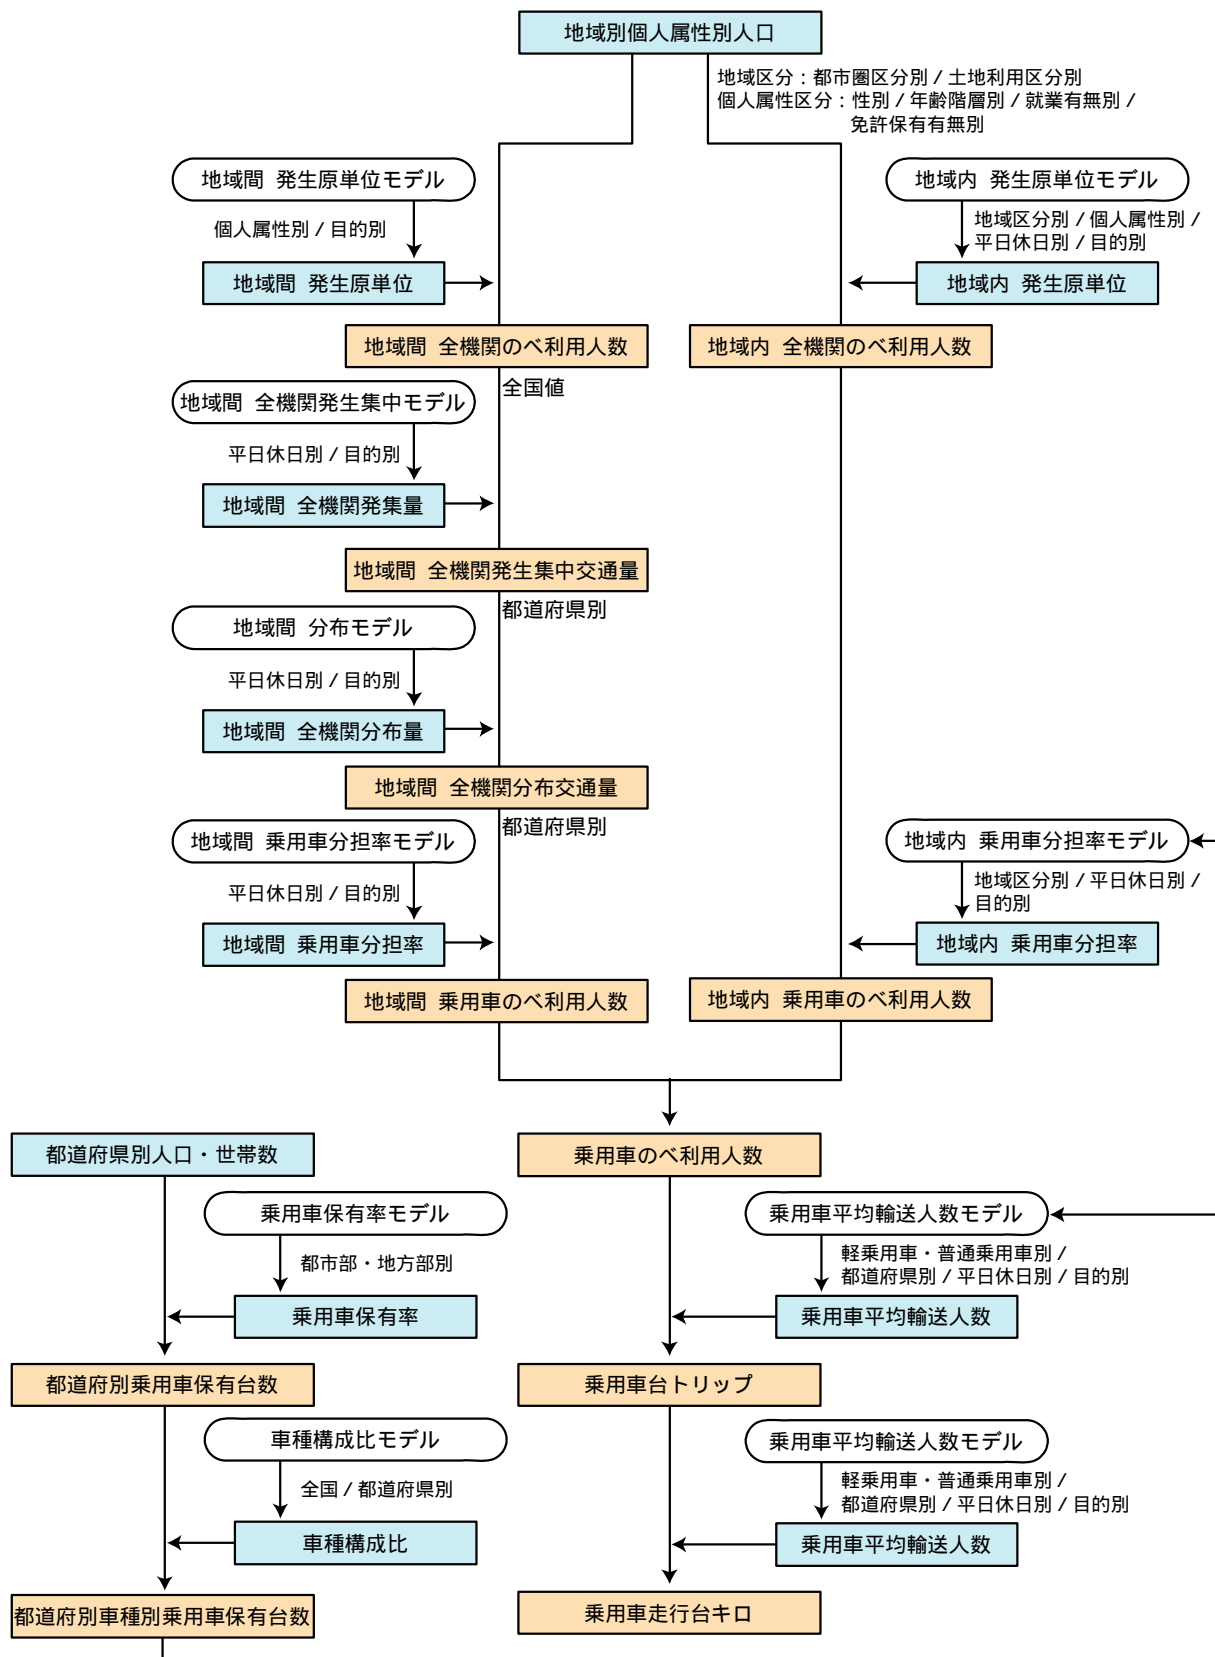 地域別個人属性別人口
地域区分：都市圏区分別 / 土地利用区分別
個人属性区分：性別 / 年齢階層別 / 就業有無別 /
免許保有有無別
地域間 発生原単位モデル
個人属性別 / 目的別
地域間 発生原単位
地域内 発生原単位モデル
地域区分別 / 個人属性別 /
平日休日別 / 目的別
地域内 発生原単位
地域間 全機関のべ利用人数
全国値
地域内 全機関のべ利用人数
地域間 全機関発生集中モデル
平日休日別 / 目的別
地域間 全機関発集量
地域間 全機関発生集中交通量
都道府県別
地域間 分布モデル
平日休日別 / 目的別
地域間 全機関分布量
地域間 全機関分布交通量
都道府県別
地域間 乗用車分担率モデル
平日休日別 / 目的別
地域間 乗用車分担率
地域内 乗用車分担率モデル
地域区分別 / 平日休日別 /
目的別
地域内 乗用車分担率
地域間 乗用車のべ利用人数
地域内 乗用車のべ利用人数
都道府県別人口・世帯数
乗用車保有率モデル
都市部・地方部別
乗用車保有率
都道府別乗用車保有台数
車種構成比モデル
全国 / 都道府県別
車種構成比
都道府別車種別乗用車保有台数
乗用車のべ利用人数
乗用車平均輸送人数モデル
軽乗用車・普通乗用車別 /
都道府県別 / 平日休日別 / 目的別
乗用車平均輸送人数
乗用車台トリップ
乗用車平均輸送人数モデル
軽乗用車・普通乗用車別 /
都道府県別 / 平日休日別 / 目的別
乗用車平均輸送人数
乗用車走行台キロ